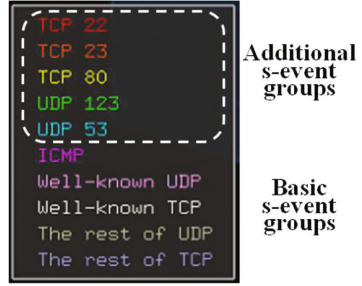 TCP 22
TCP 23
TCP 80
UDP 123
UDP 53
ICMP
Well-known UDP
Well-known TCP
The rest of UDP
The rest of TCP
Additional
s-event
groups
Basic
s-event
groups